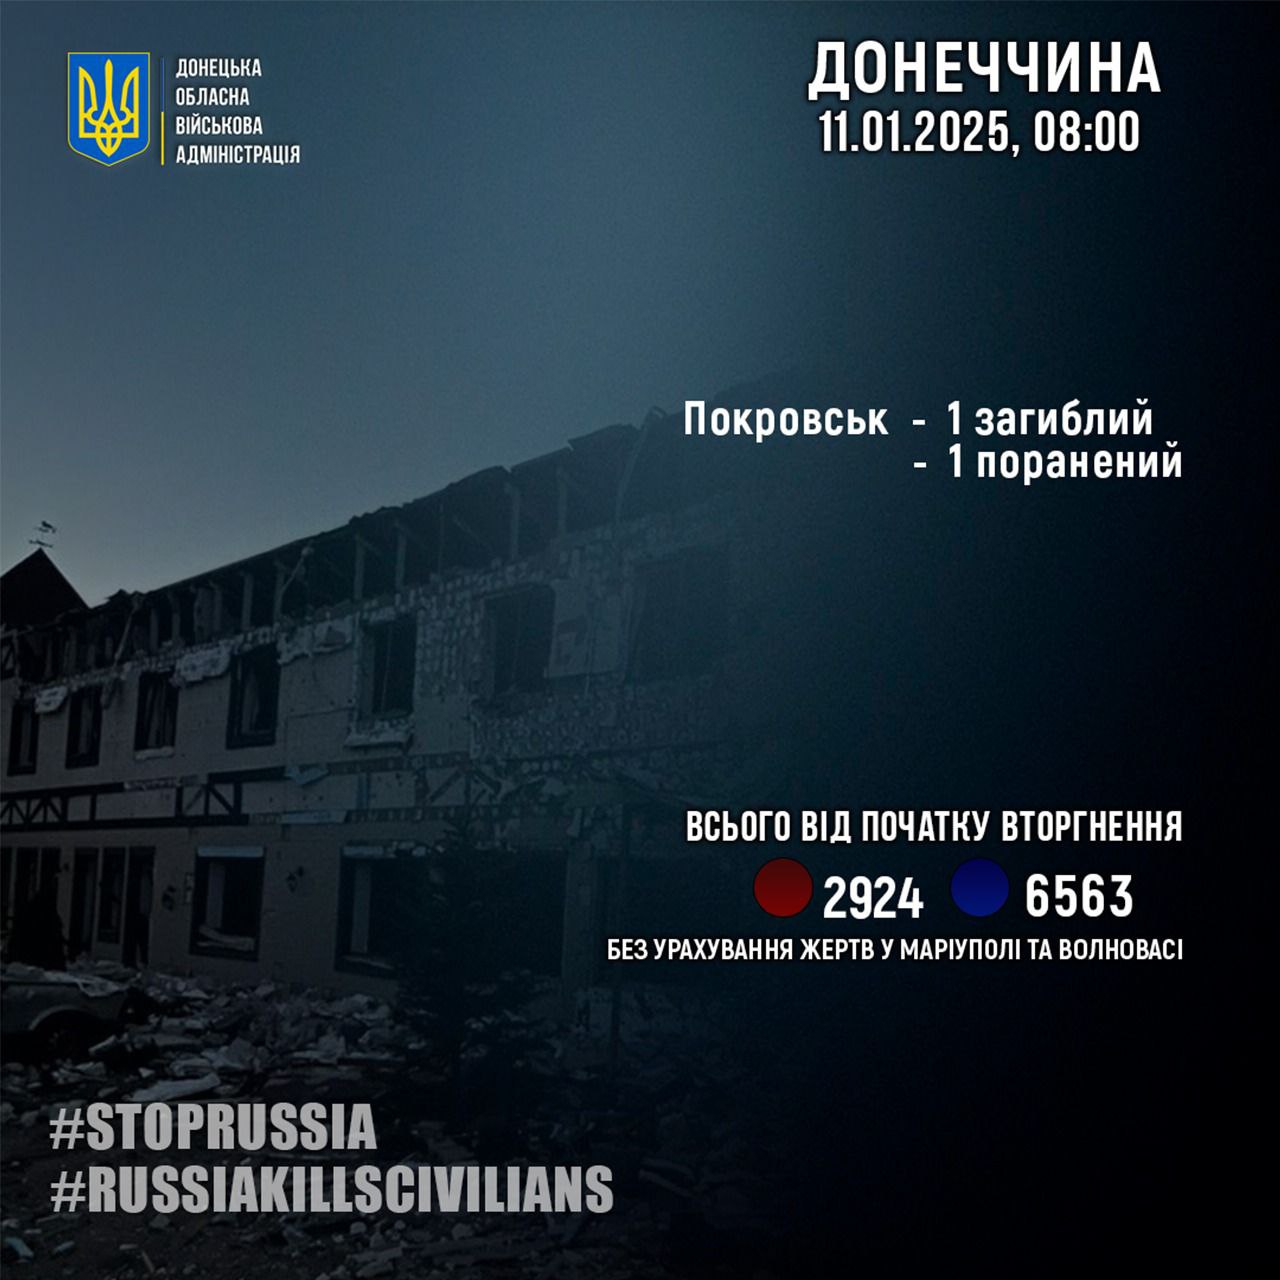 ДОНЕЦЬКА
ОБЛАСНА
ВІЙСЬКОВА
АДМІНІСТРАЦІЯ
ДОНЕЧЧИНА
11.01.2025, 08:00
Покровськ - 1 загиблий
- 1 поранений
ВСЬОГО ВІД ПОЧАТКУ ВТОРГНЕННЯ
2924 6563
БЕЗ УРАХУВАННЯ ЖЕРТВ У МАРІУПОЛІ ТА ВОЛНОВАСІ
#STOPRUSSIA
#RUSSIAKILLSCIVILIANS